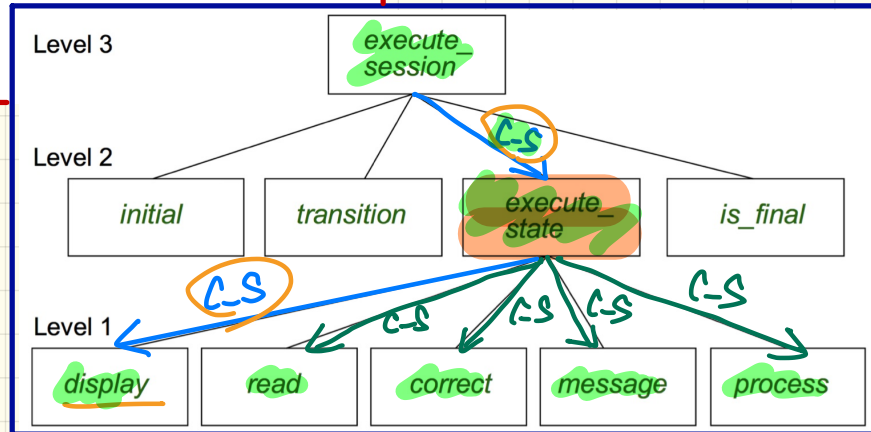 Level 3
execute_
session
C-S
Level 2
initial
transition
execute_
state
is_final
C-S
C-S
C-S
C-S
C-S
Level 1
display
read
correct
message
process